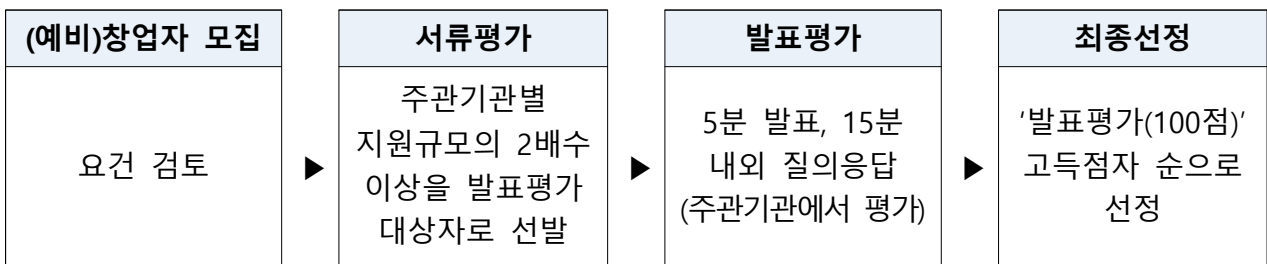 (예비)창업자 모집
요건 검토
▶
서류평가
주관기관별
지원규모의 2배수
이상을 발표평가
대상자로 선발
▶
발표평가
5분 발표, 15분
내외 질의응답
(주관기관에서 평가)
▶
최종선정
‘발표평가(100점)’
고득점자 순으로
선정